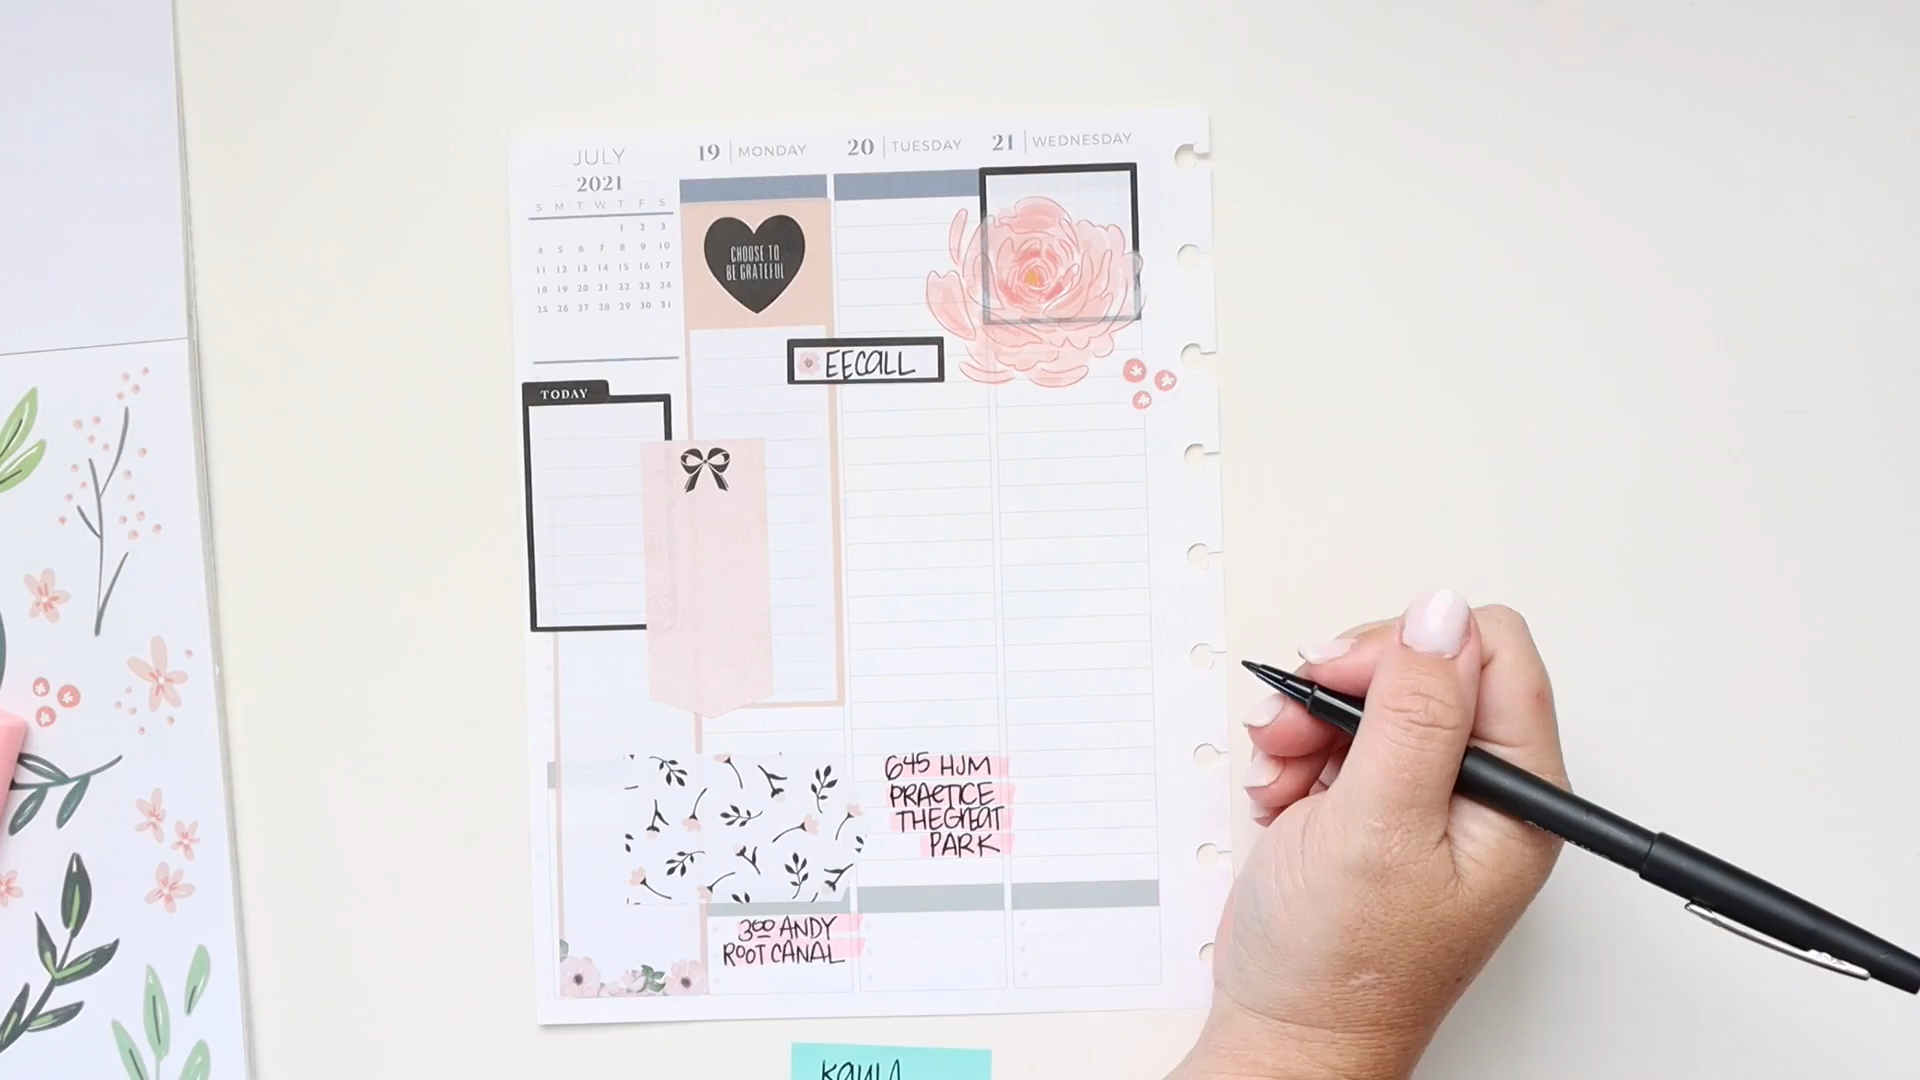 JULY
2021
S M T W T F S
1 2 3
4 5 6 7 8 9 10
11 12 13 14 15 16 17
18 19 20 21 22 23 24
25 26 27 28 29 30 31
19 MONDAY
20 TUESDAY
21 WEDNESDAY
CHOOSE TO
BE GRATEFUL
EECALL
TODAY
645 HJM
PRACTICE
THE GREAT
PARK
3⁰⁰ ANDY
ROOT CANAL
KAYLA